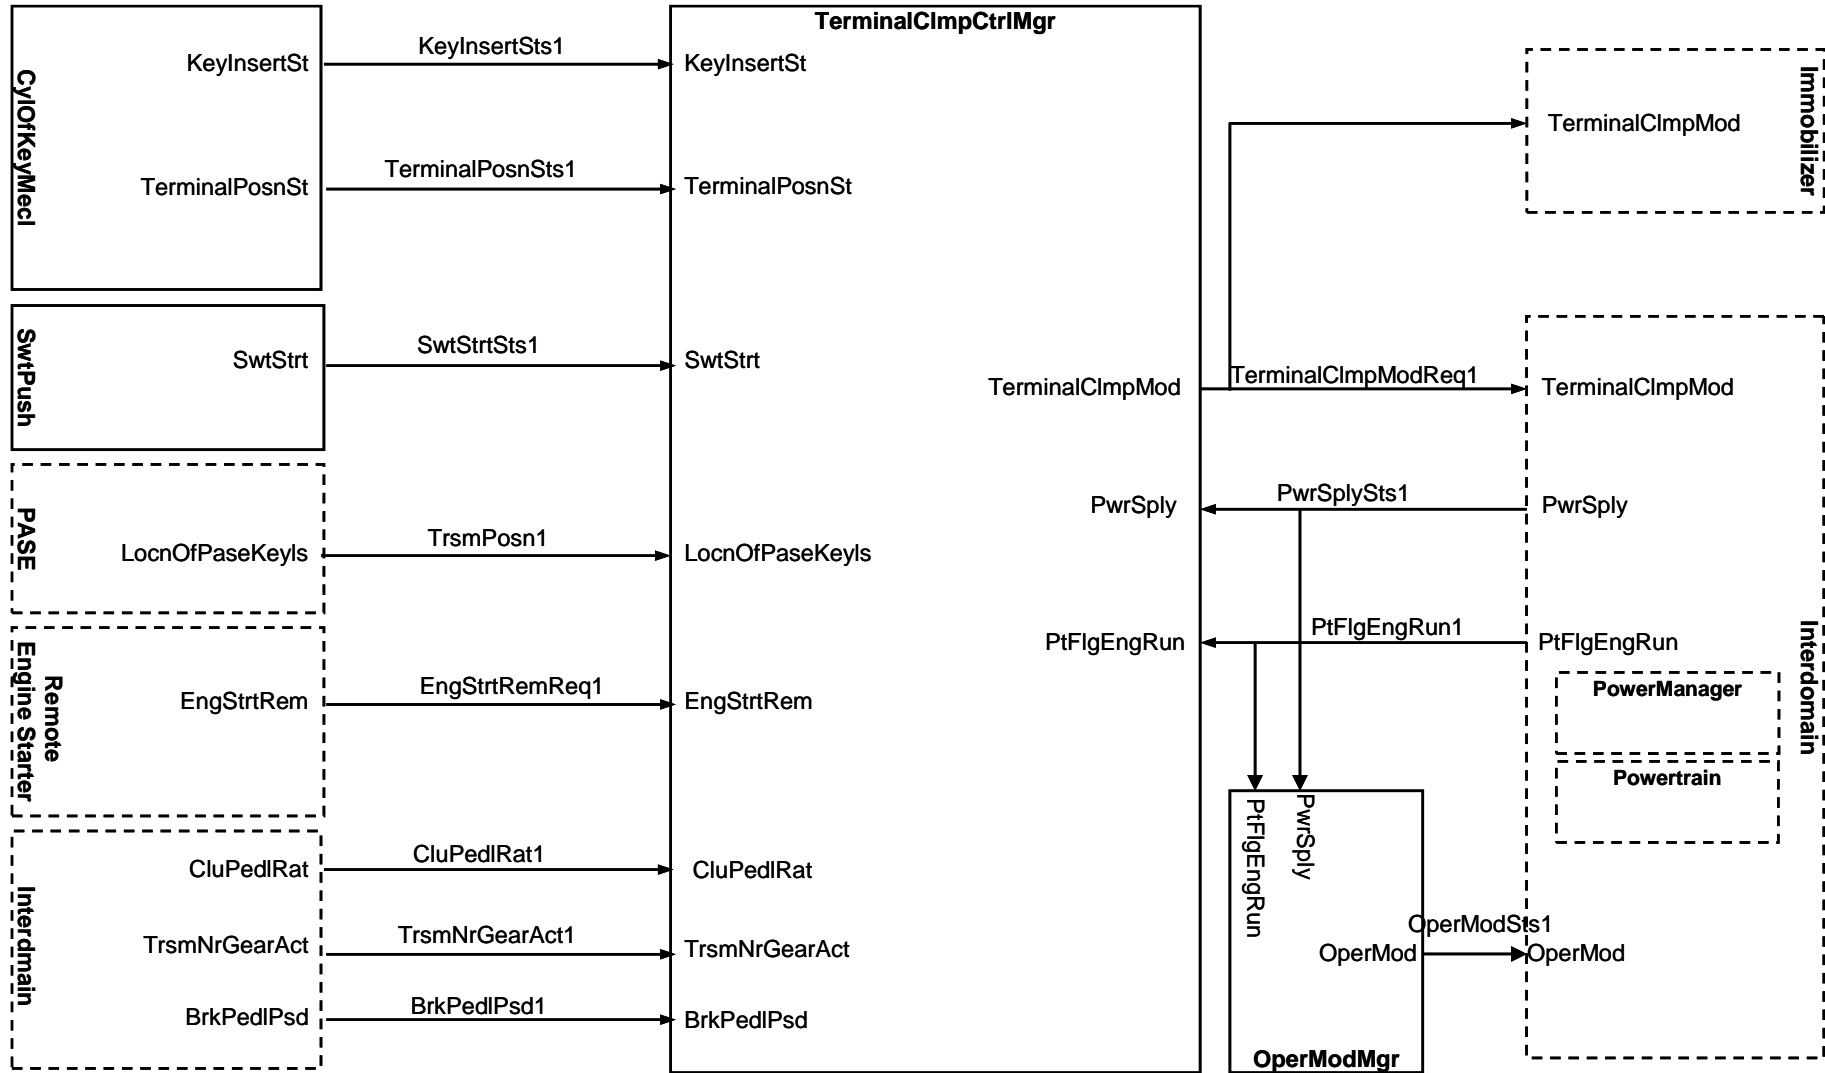 TerminalClmpCtrlMgr
CylOfKeyMecl
KeyInsertSt
KeyInsertSts1
KeyInsertSt
TerminalPosnSt
TerminalPosnSts1
TerminalPosnSt
Immobilizer
TerminalClmpMod
SwtPush
SwtStrt
SwtStrtSts1
SwtStrt
TerminalClmpMod
TerminalClmpModReq1
TerminalClmpMod
PASE
LocnOfPaseKeyIs
TrsmPosn1
LocnOfPaseKeyIs
PwrSply
PwrSplySts1
PwrSply
PtFlgEngRun
PtFlgEngRun1
PtFlgEngRun
Interdomain
PowerManager
Powertrain
Remote
Engine Starter
EngStrtRem
EngStrtRemReq1
EngStrtRem
Interdmain
CluPedlRat
CluPedlRat1
CluPedlRat
TrsmNrGearAct
TrsmNrGearAct1
TrsmNrGearAct
BrkPedlPsd
BrkPedlPsd1
BrkPedlPsd
PtFlgEngRun
PwrSply
OperMod
OperModSts1
OperMod
OperModMgr